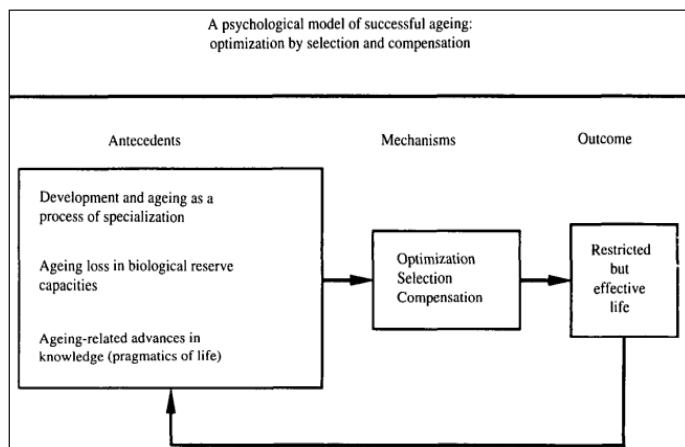 A psychological model of successful ageing:
optimization by selection and compensation
Antecedents
Mechanisms
Outcome
Development and ageing as a
process of specialization
Ageing loss in biological reserve
capacities
Ageing-related advances in
knowledge (pragmatics of life)
Optimization
Selection
Compensation
Restricted
but
effective
life